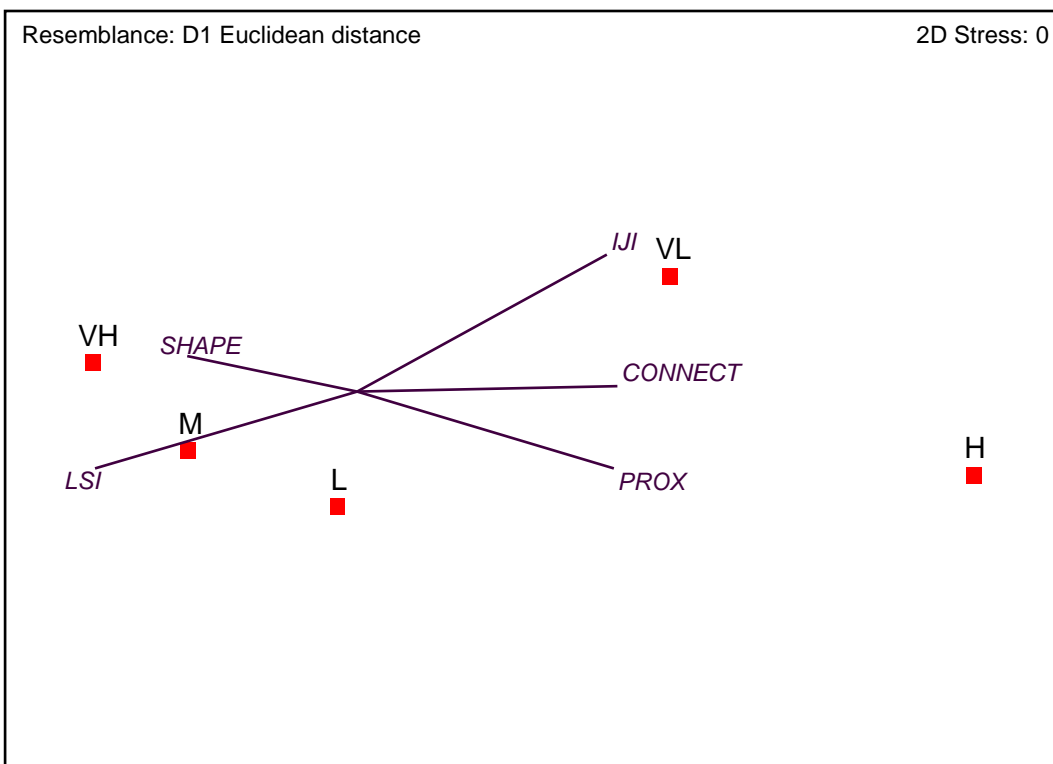 Resemblance: D1 Euclidean distance
2D Stress: 0
IJI
VL
VH
SHAPE
CONNECT
M
H
LSI
L
PROX